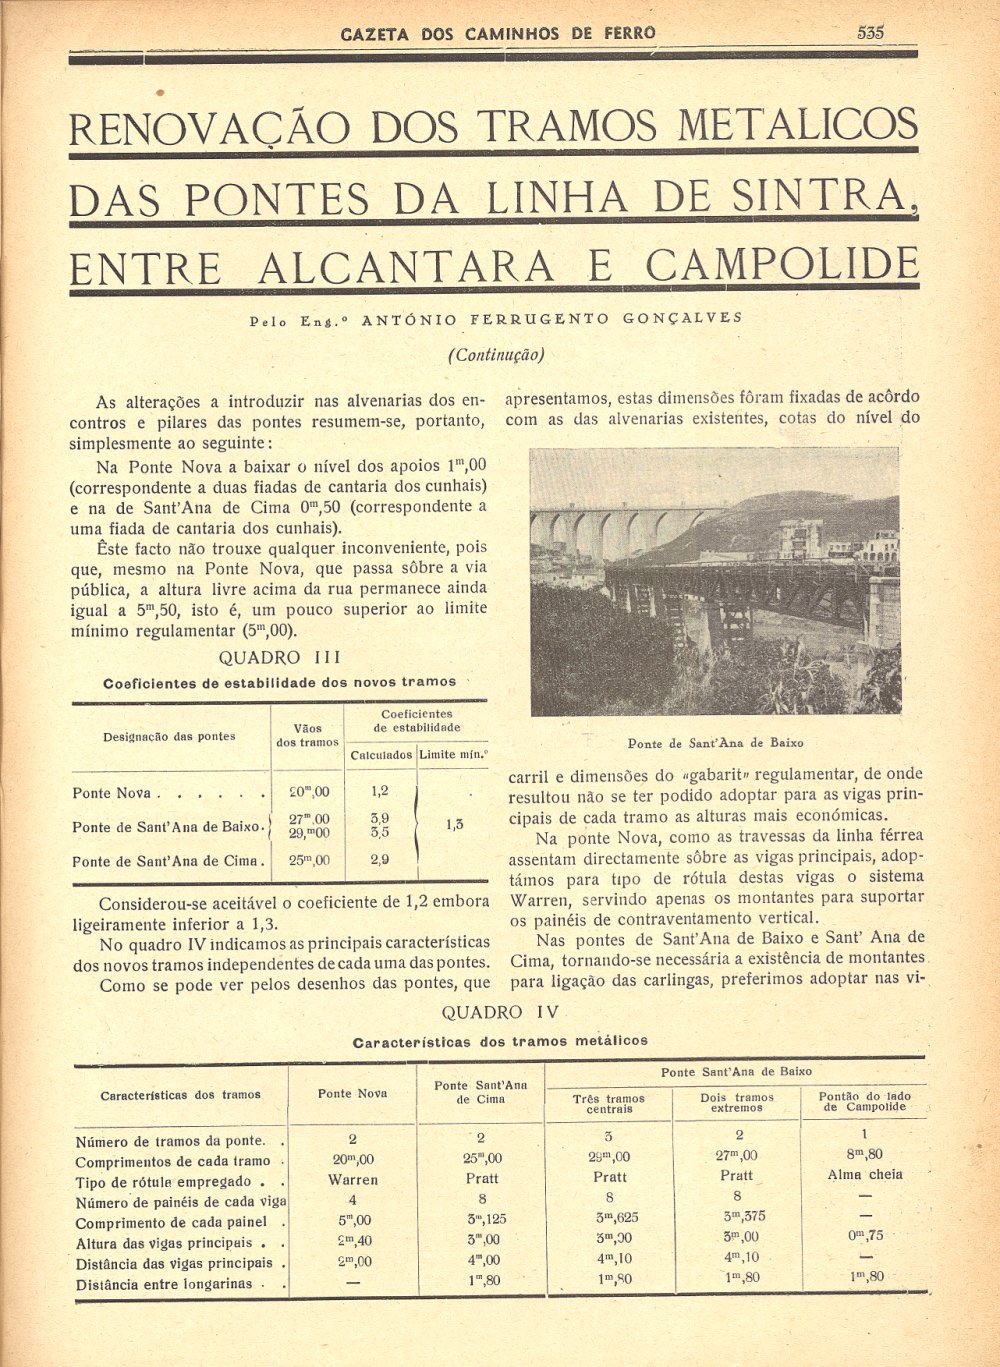 GAZETA DOS CAMINHOS DE FERRO 535
RENOVAÇÃO DOS TRAMOS METALICOS
DAS PONTES DA LINHA DE SINTRA,
ENTRE ALCANTARA E CAMPOLIDE
Pelo Eng.º ANTÓNIO FERRUGENTO GONÇALVES
(Continução)
As alterações a introduzir nas alvenarias dos en-
contros e pilares das pontes resumem-se, portanto,
simplesmente ao seguinte:
Na Ponte Nova a baixar o nível dos apoios 1ᵐ,00
(correspondente a duas fiadas de cantaria dos cunhais)
e na de Sant'Ana de Cima 0ᵐ,50 (correspondente a
uma fiada de cantaria dos cunhais).
Êste facto não trouxe qualquer inconveniente, pois
que, mesmo na Ponte Nova, que passa sôbre a via
pública, a altura livre acima da rua permanece ainda
igual a 5ᵐ,50, isto é, um pouco superior ao limite
mínimo regulamentar (5ᵐ,00).
QUADRO III
Coeficientes de estabilidade dos novos tramos
Designação das pontes
Vãos
dos tramos
Coeficientes
de estabilidade
Calculados Limite mín.º
Ponte Nova . . . . . . 20ᵐ,00 1,2
Ponte de Sant'Ana de Baixo. 27ᵐ,00 3,9
29,ᵐ00 3,5
1,3
Ponte de Sant'Ana de Cima. 25ᵐ,00 2,9
Considerou-se aceitável o coeficiente de 1,2 embora
ligeiramente inferior a 1,3.
No quadro IV indicamos as principais características
dos novos tramos independentes de cada uma das pontes.
Como se pode ver pelos desenhos das pontes, que
apresentamos, estas dimensões fôram fixadas de acôrdo
com as das alvenarias existentes, cotas do nível do
Ponte de Sant'Ana de Baixo
carril e dimensões do «gabarit» regulamentar, de onde
resultou não se ter podido adoptar para as vigas prin-
cipais de cada tramo as alturas mais económicas.
Na ponte Nova, como as travessas da linha férrea
assentam directamente sôbre as vigas principais, adop-
támos para tipo de rótula destas vigas o sistema
Warren, servindo apenas os montantes para suportar
os painéis de contraventamento vertical.
Nas pontes de Sant'Ana de Baixo e Sant' Ana de
Cima, tornando-se necessária a existência de montantes
para ligação das carlingas, preferimos adoptar nas vi-
QUADRO IV
Características dos tramos metálicos
Características dos tramos
Ponte Nova
Ponte Sant'Ana
de Cima
Ponte Sant'Ana de Baixo
Três tramos
centrais
Dois tramos
extremos
Pontão do lado
de Campolide
Número de tramos da ponte. . 2 2 3 2 1
Comprimentos de cada tramo . 20ᵐ,00 25ᵐ,00 29ᵐ,00 27ᵐ,00 8ᵐ,80
Tipo de rótula empregado . . Warren Pratt Pratt Pratt Alma cheia
Número de painéis de cada viga 4 8 8 8 —
Comprimento de cada painel . 5ᵐ,00 3ᵐ,125 3ᵐ,625 3ᵐ,375 —
Altura das vigas principais . . 2ᵐ,40 3ᵐ,00 3ᵐ,00 3ᵐ,00 0ᵐ,75
Distância das vigas principais . 2ᵐ,00 4ᵐ,00 4ᵐ,10 4ᵐ,10 —
Distância entre longarinas . . — 1ᵐ,80 1ᵐ,80 1ᵐ,80 1ᵐ,80